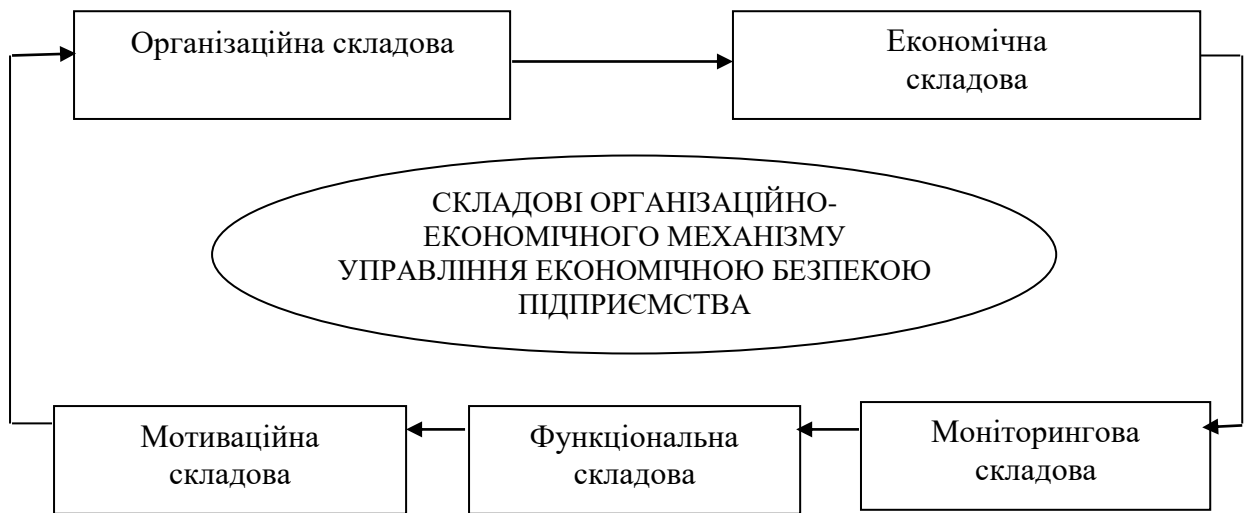 Організаційна складова
Економічна
складова
СКЛАДОВІ ОРГАНІЗАЦІЙНО-
ЕКОНОМІЧНОГО МЕХАНІЗМУ
УПРАВЛІННЯ ЕКОНОМІЧНОЮ БЕЗПЕКОЮ
ПІДПРИЄМСТВА
Мотиваційна
складова
Функціональна
складова
Моніторингова
складова